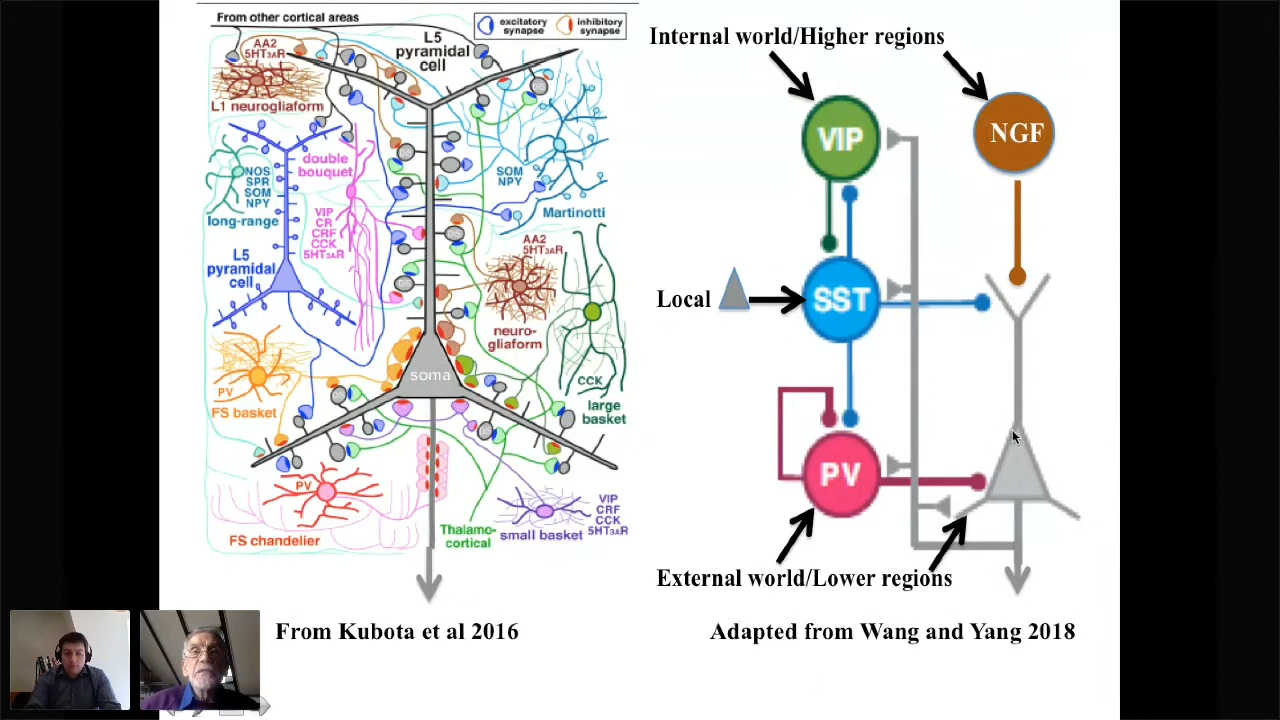 From other cortical areas
excitatory
synapse
inhibitory
synapse
AA2
5HT3AR
L1 neurogliaform
L5
pyramidal
cell
double
bouquet
NOS
SPR
SOM
NPY
long-range
VIP
CR
CRF
CCK
5HT3AR
SOM
NPY
Martinotti
L5
pyramidal
cell
AA2
5HT3AR
neuro-
gliaform
PV
FS basket
soma
CCK
large
basket
PV
FS chandelier
Thalamo-
cortical
small basket
VIP
CRF
CCK
5HT3AR
From Kubota et al 2016
Internal world/Higher regions
VIP
NGF
Local
SST
PV
External world/Lower regions
Adapted from Wang and Yang 2018